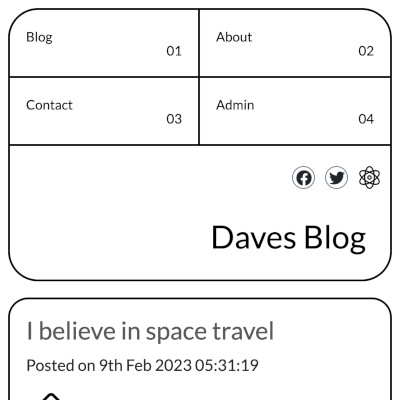 Blog
01
About
02
Contact
03
Admin
04
Daves Blog
I believe in space travel
Posted on 9th Feb 2023 05:31:19